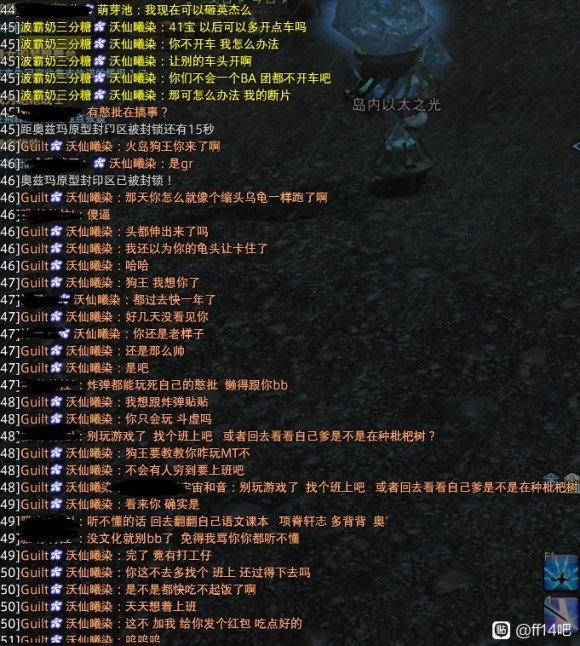 44 萌芽池：我现在可以砸英杰么
45]波霸奶三分糖 沃仙曦染：41宝 以后可以多开点车吗
45]波霸奶三分糖 沃仙曦染：你不开车 我怎么办法
45]波霸奶三分糖 沃仙曦染：让别的车头开啊
45]波霸奶三分糖 沃仙曦染：你们不会一个BA 团都不开车吧
45]波霸奶三分糖 沃仙曦染：那可怎么办法 我的断片
45] 有憨批在搞事？
45]距奥兹玛原型封印区被封锁还有15秒
46]Guilt 沃仙曦染：火岛狗王你来了啊
46] 沃仙曦染：是gr
46]奥兹玛原型封印区已被封锁！
46]Guilt 沃仙曦染：那天你怎么就像个缩头乌龟一样跑了啊
46] ：傻逼
46]Guilt 沃仙曦染：头都伸出来了吗
46]Guilt 沃仙曦染：我还以为你的龟头让卡住了
46]Guilt 沃仙曦染：哈哈
46]Guilt 沃仙曦染：狗王 我想你了
47] 沃仙曦染：都过去快一年了
47]Guilt 沃仙曦染：好几天没看见你
47] 沃仙曦染：你还是老样子
47]Guilt 沃仙曦染：还是那么帅
47]Guilt 沃仙曦染：是吧
47] ：炸弹都能玩死自己的憨批 懒得跟你bb
48]Guilt 沃仙曦染：我想跟炸弹贴贴
48]Guilt 沃仙曦染：你只会玩 斗虚吗
48] ：别玩游戏了 找个班上吧 或者回去看看自己爹是不是在种枇杷树？
48]Guilt 沃仙曦染：狗王要教教你咋玩MT不
48]Guilt 沃仙曦染：不会有人穷到要上班吧
48]Guilt 沃仙曦染 宇宙和音：别玩游戏了 找个班上吧 或者回去看看自己爹是不是在种枇杷树
49]Guilt 沃仙曦染：看来你 确实是
49] ：听不懂的话 回去翻翻自己语文课本 项脊轩志 多背背 奥’
49] ：没文化就别bb了 免得我骂你你都听不懂
49]Guilt 沃仙曦染：完了 竟有打工仔
50]Guilt 沃仙曦染：你这不去多找个 班上 还过得下去吗
50]Guilt 沃仙曦染：是不是都快吃不起饭了啊
50]Guilt 沃仙曦染：天天想着上班
50]Guilt 沃仙曦染：这不 加我 给你发个红包 吃点好的
51]Guilt 沃仙曦染：呜呜呜
岛内以太之光
贴 @ff14吧